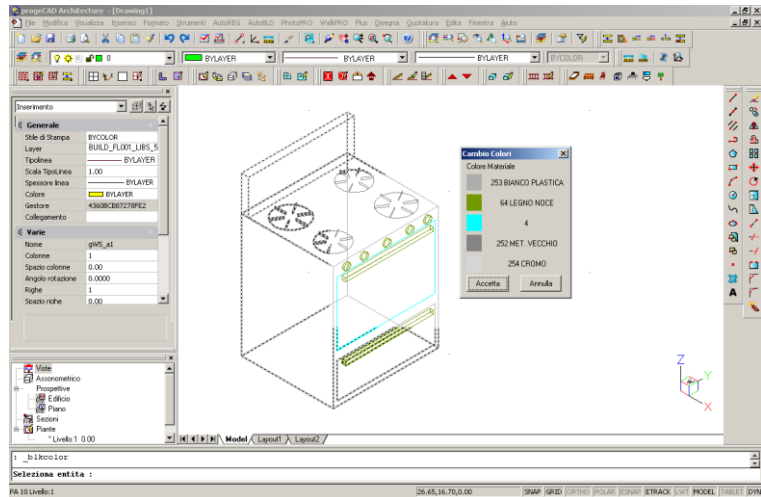 progeCAD Architecture - [Drawing1]
File Modifica Visualizza Inserisci Formato Strumenti AutoREG AutoBLD PhotoPRO WalkPRO Plus Disegna Quotatura Edita Finestra Aiuto
0 BYLAYER BYLAYER BYLAYER BYCOLOR
Inserimento
Generale
Stile di Stampa BYCOLOR
Layer BUILD_FL001_LIBS_5
Tipolinea BYLAYER
Scala TipoLinea 1.00
Spessore linea BYLAYER
Colore BYLAYER
Gestore 4360BCB87278FE2
Collegamento
Varie
Nome gW5_a1
Colonne 1
Spazio colonne 0.00
Angolo rotazione 0.0000
Righe 1
Spazio righe 0.00
Cambio Colori
Colore Materiale
253 BIANCO PLASTICA
64 LEGNO NOCE
4
252 MET. VECCHIO
254 CROMO
Accetta Annulla
Viste
Assonometrico
Prospettive
Edificio
Piano
Sezioni
Piante
* Livello:1 0.00
Z
Y
X
Model Layout1 Layout2
: _blkcolor
Seleziona entita :
PA 10 Livello:1 26.65,16.70,0.00 SNAP GRID ORTHO POLAR ESNAP ETRACK LWT MODEL TABLET DYN